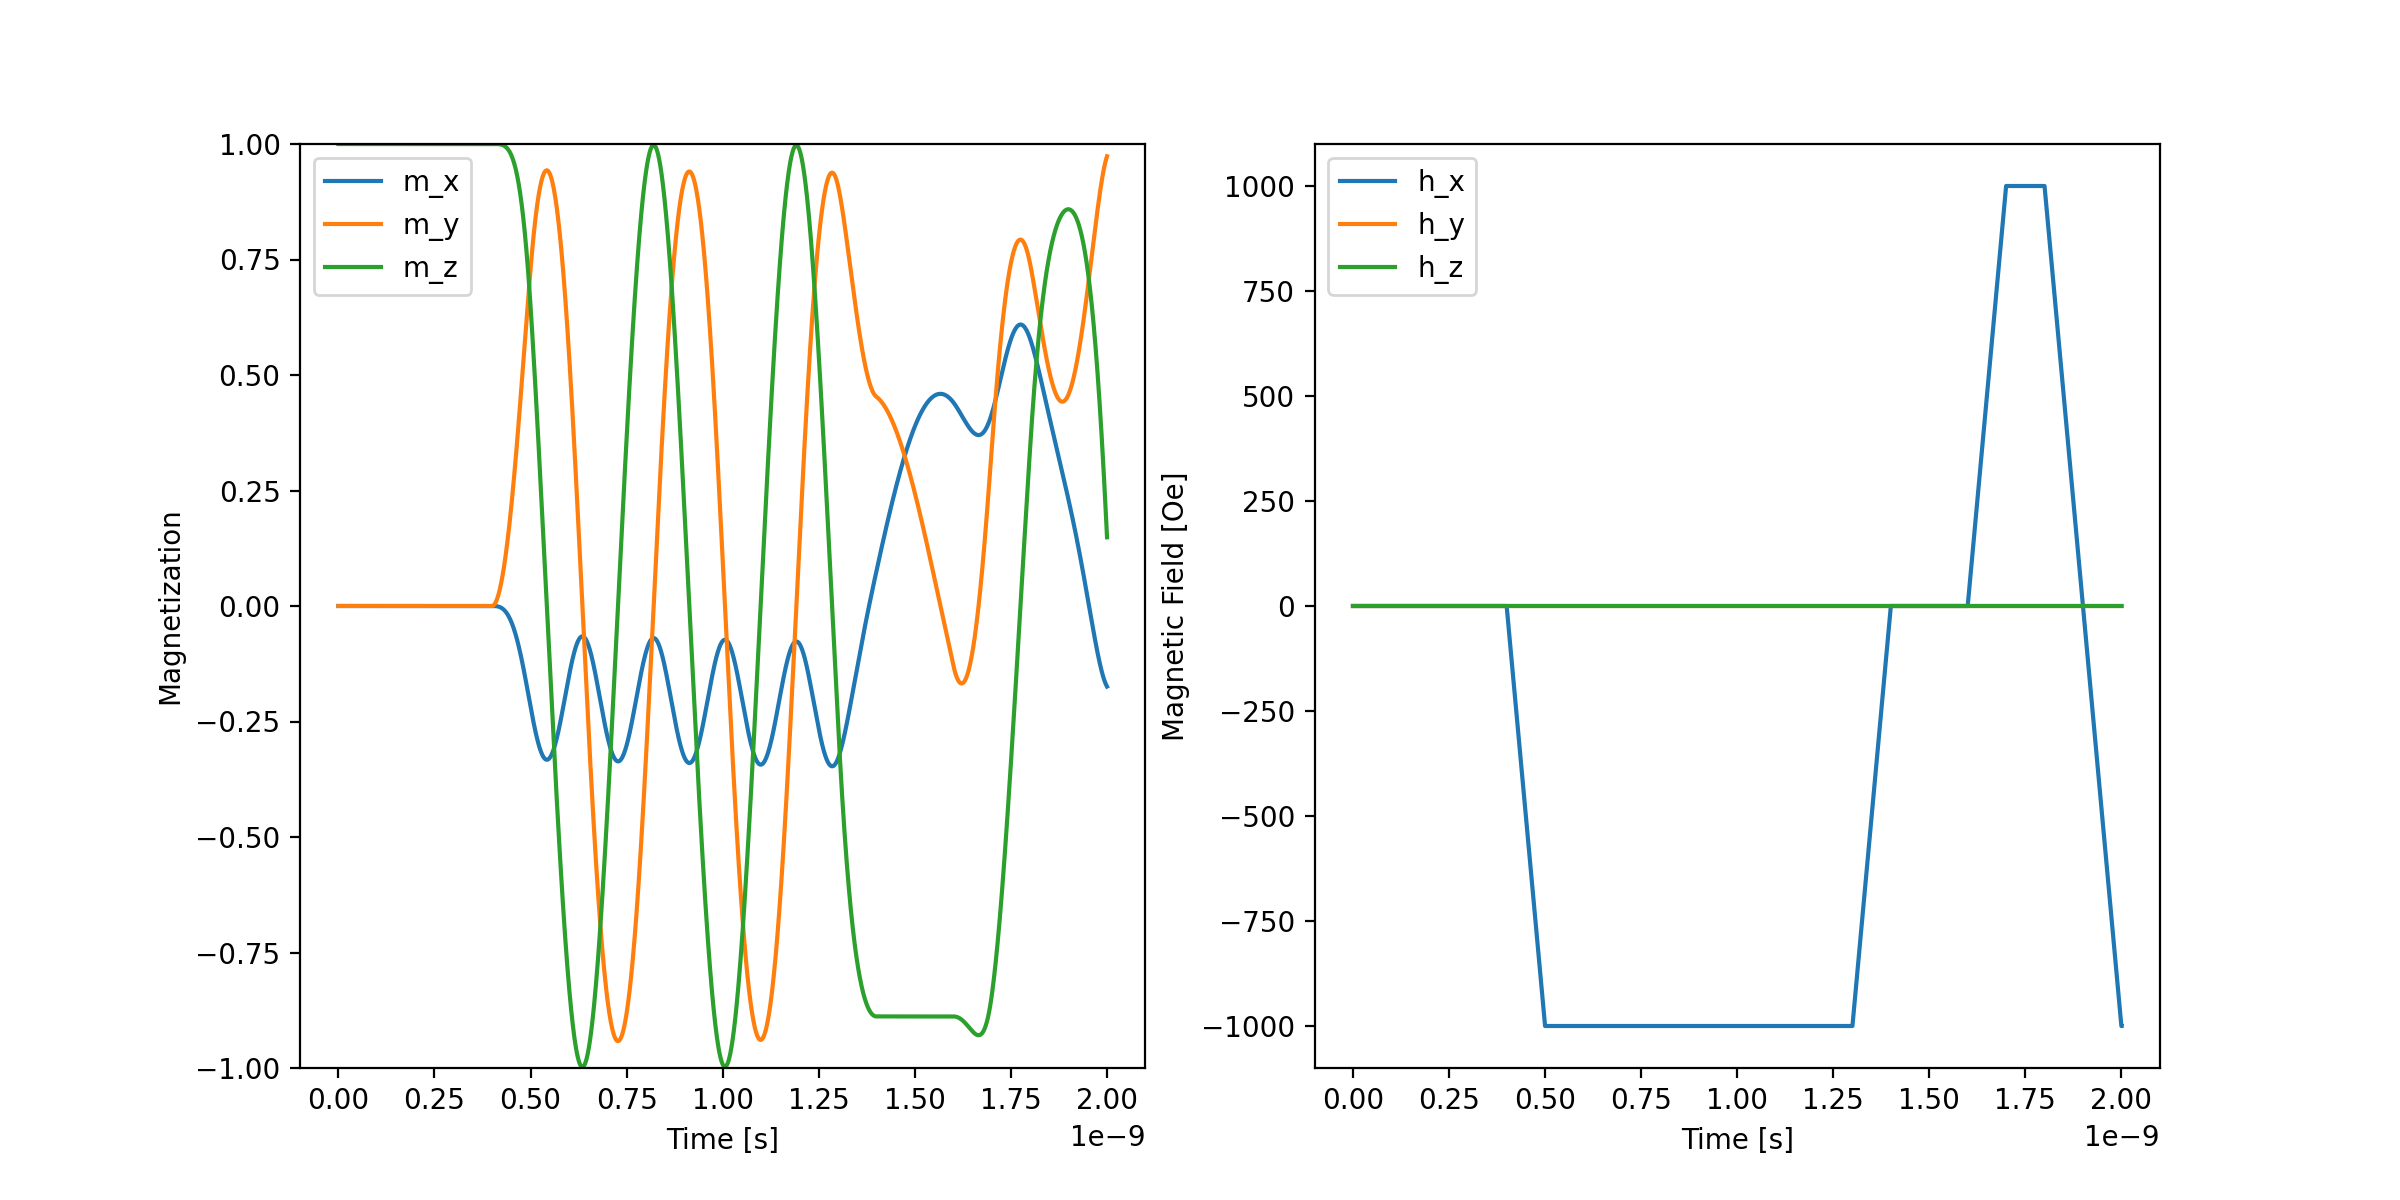 1.00
0.75
0.50
0.25
0.00
−0.25
−0.50
−0.75
−1.00
Magnetization
m_x
m_y
m_z
0.00 0.25 0.50 0.75 1.00 1.25 1.50 1.75 2.00
Time [s]
1e−9
1000
750
500
250
0
−250
−500
−750
−1000
Magnetic Field [Oe]
h_x
h_y
h_z
0.00 0.25 0.50 0.75 1.00 1.25 1.50 1.75 2.00
Time [s]
1e−9